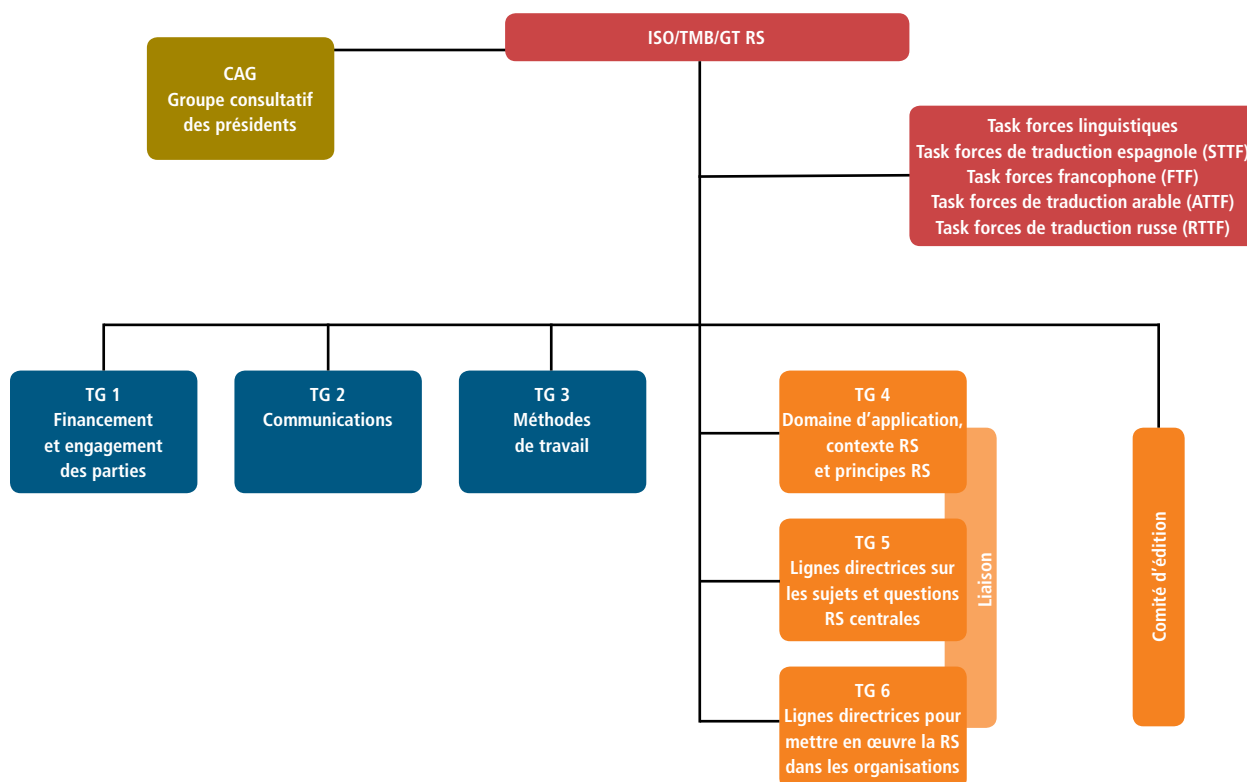 ISO/TMB/GT RS
CAG
Groupe consultatif
des présidents
Task forces linguistiques
Task forces de traduction espagnole (STTF)
Task forces francophone (FTF)
Task forces de traduction arable (ATTF)
Task forces de traduction russe (RTTF)
TG 1
Financement
et engagement
des parties
TG 2
Communications
TG 3
Méthodes
de travail
TG 4
Domaine d’application,
contexte RS
et principes RS
TG 5
Lignes directrices sur
les sujets et questions
RS centrales
TG 6
Lignes directrices pour
mettre en œuvre la RS
dans les organisations
Liaison
Comité d’édition